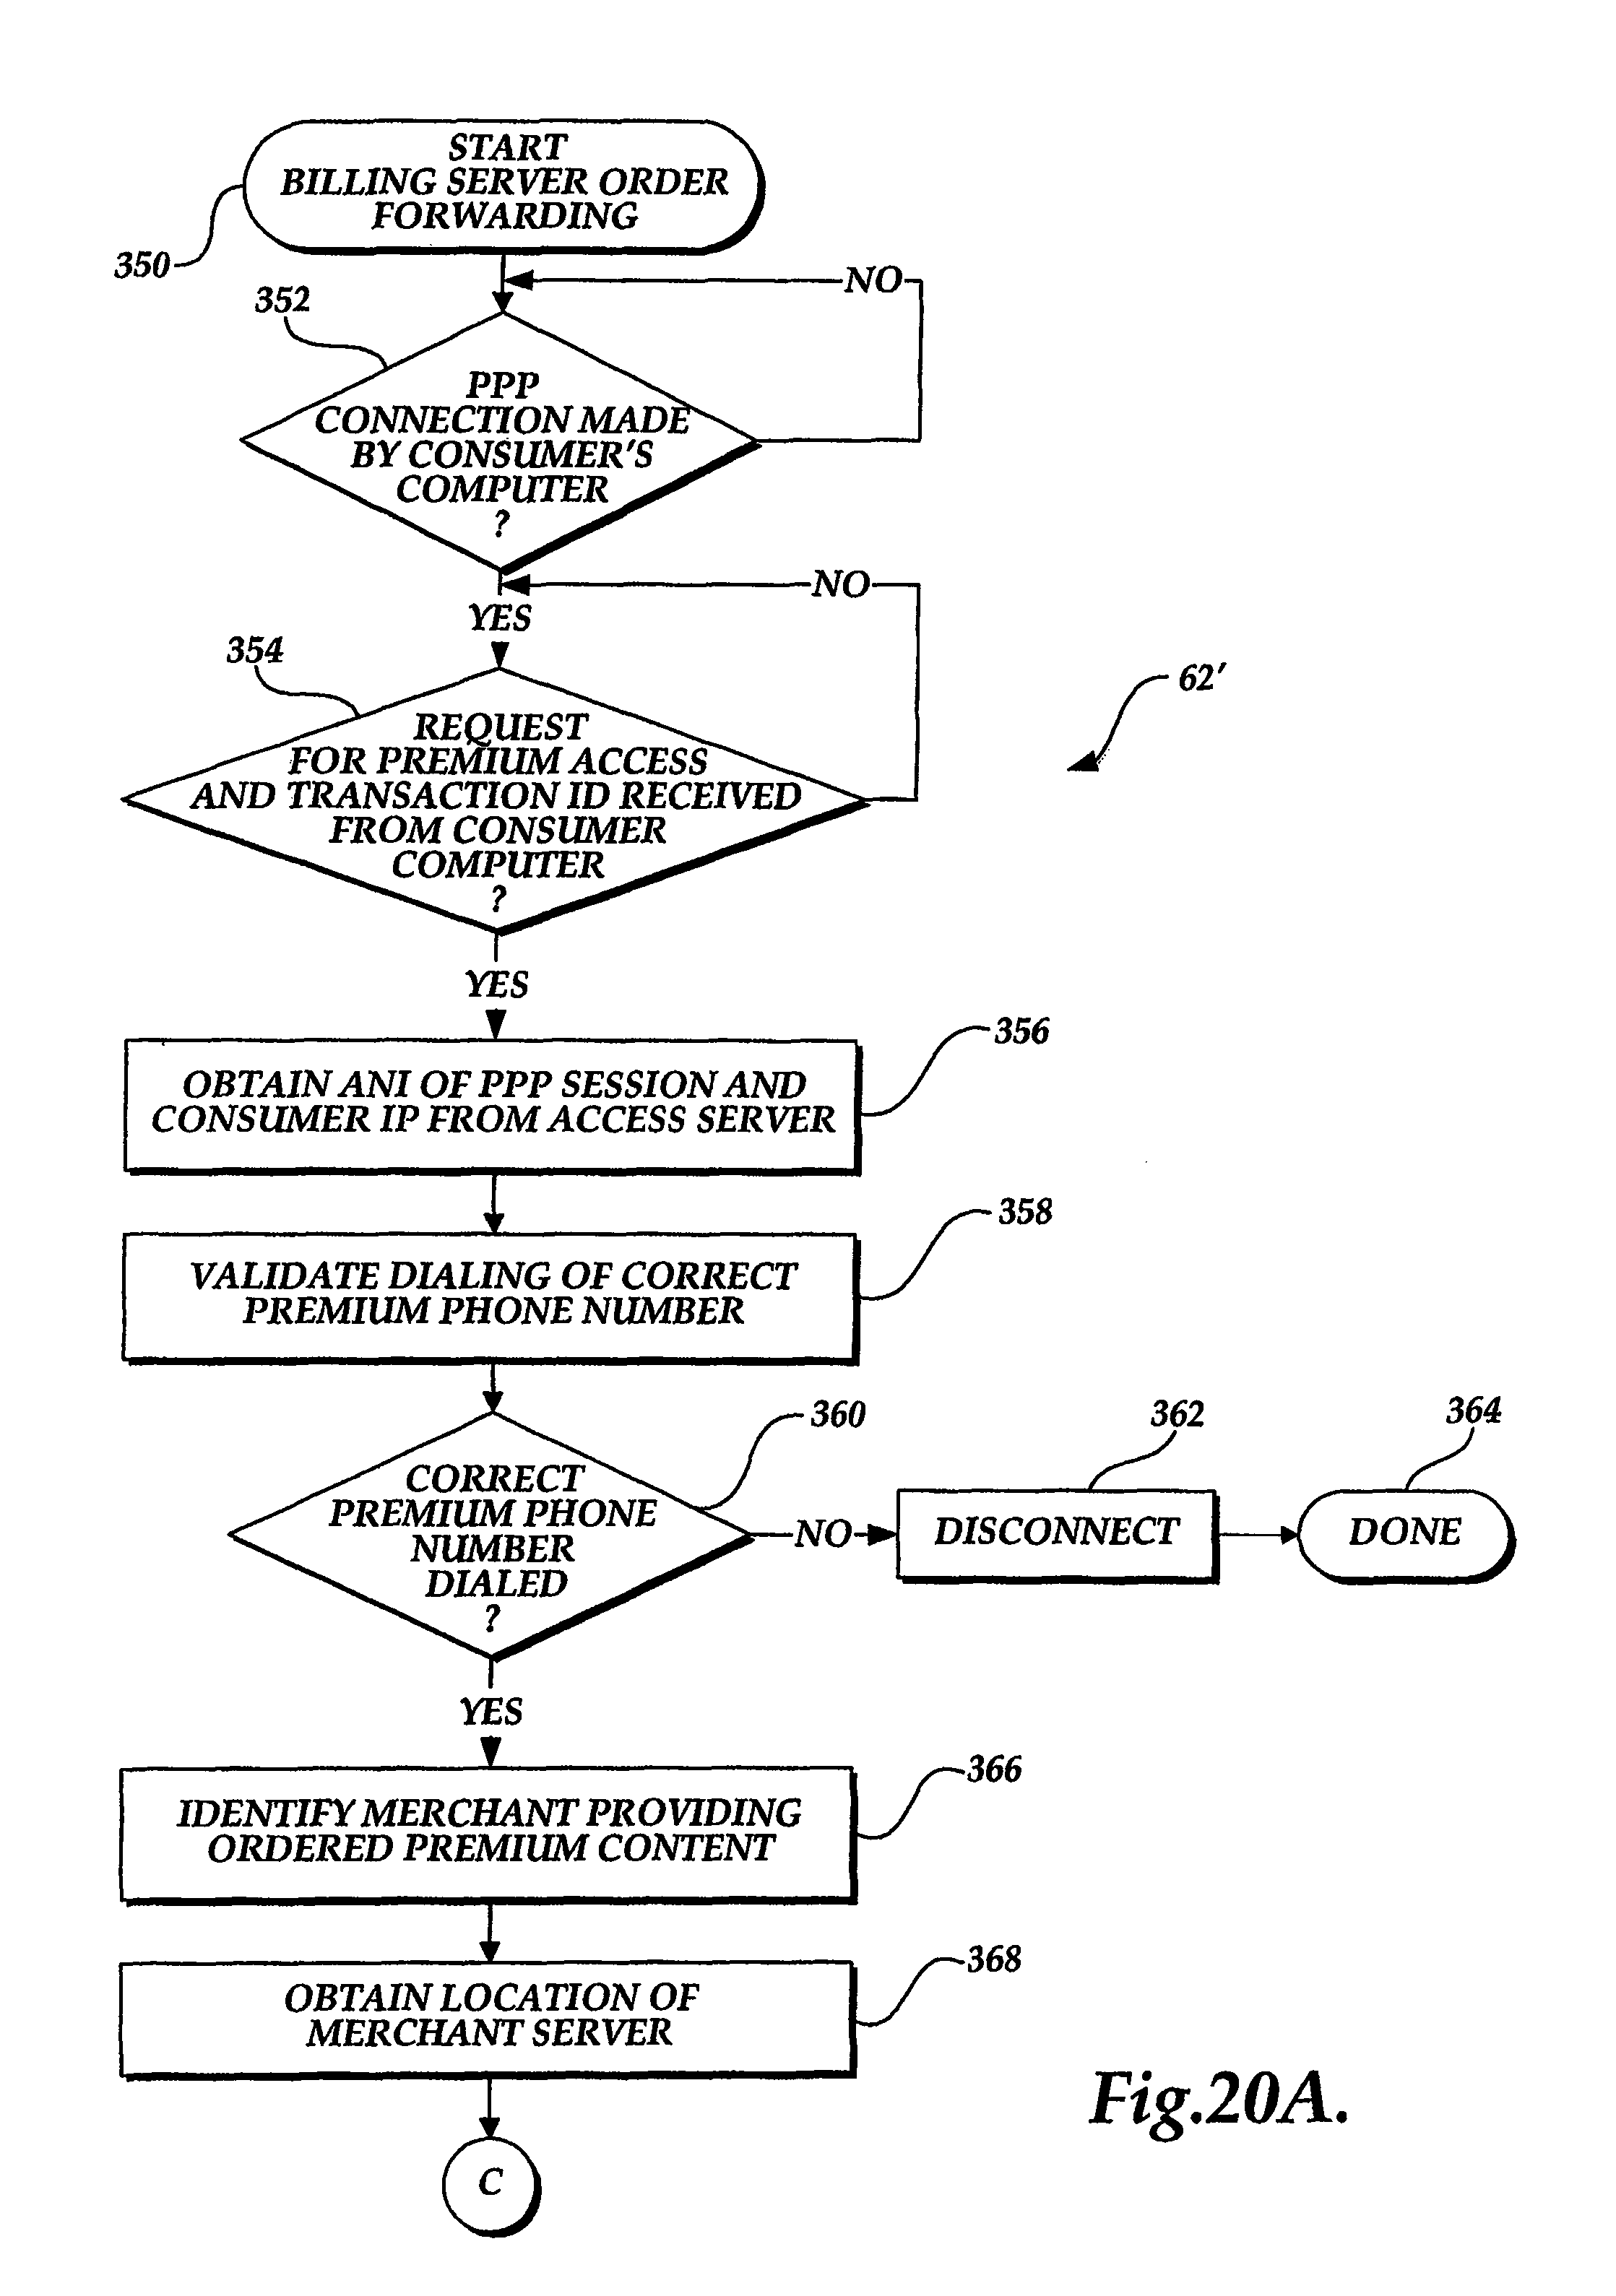 START
BILLING SERVER ORDER
FORWARDING
350
NO
352
PPP
CONNECTION MADE
BY CONSUMER'S
COMPUTER
?
NO
YES
354
62'
REQUEST
FOR PREMIUM ACCESS
AND TRANSACTION ID RECEIVED
FROM CONSUMER
COMPUTER
?
YES
356
OBTAIN ANI OF PPP SESSION AND
CONSUMER IP FROM ACCESS SERVER
358
VALIDATE DIALING OF CORRECT
PREMIUM PHONE NUMBER
360
362
364
CORRECT
PREMIUM PHONE
NUMBER
DIALED
?
NO
DISCONNECT
DONE
YES
366
IDENTIFY MERCHANT PROVIDING
ORDERED PREMIUM CONTENT
368
OBTAIN LOCATION OF
MERCHANT SERVER
Fig.20A.
C